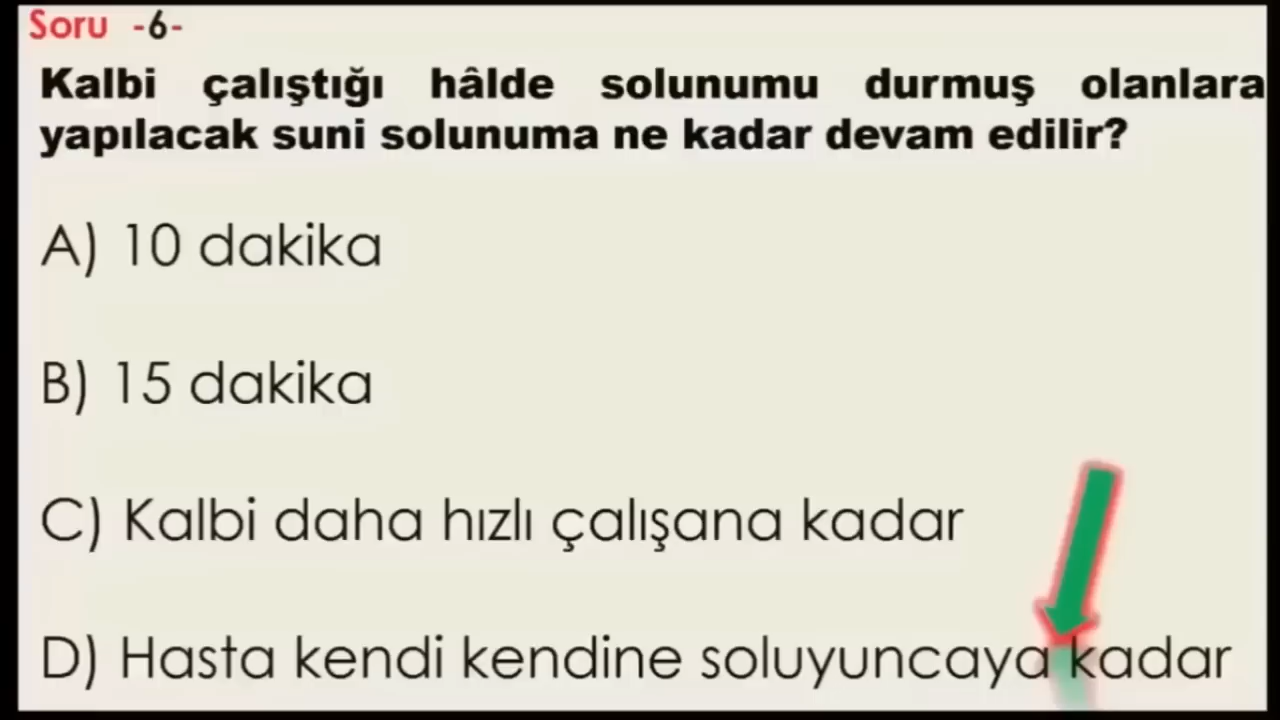 Soru -6-
Kalbi çalıştığı hâlde solunumu durmuş olanlara
yapılacak suni solunuma ne kadar devam edilir?
A) 10 dakika
B) 15 dakika
C) Kalbi daha hızlı çalışana kadar
D) Hasta kendi kendine soluyuncaya kadar